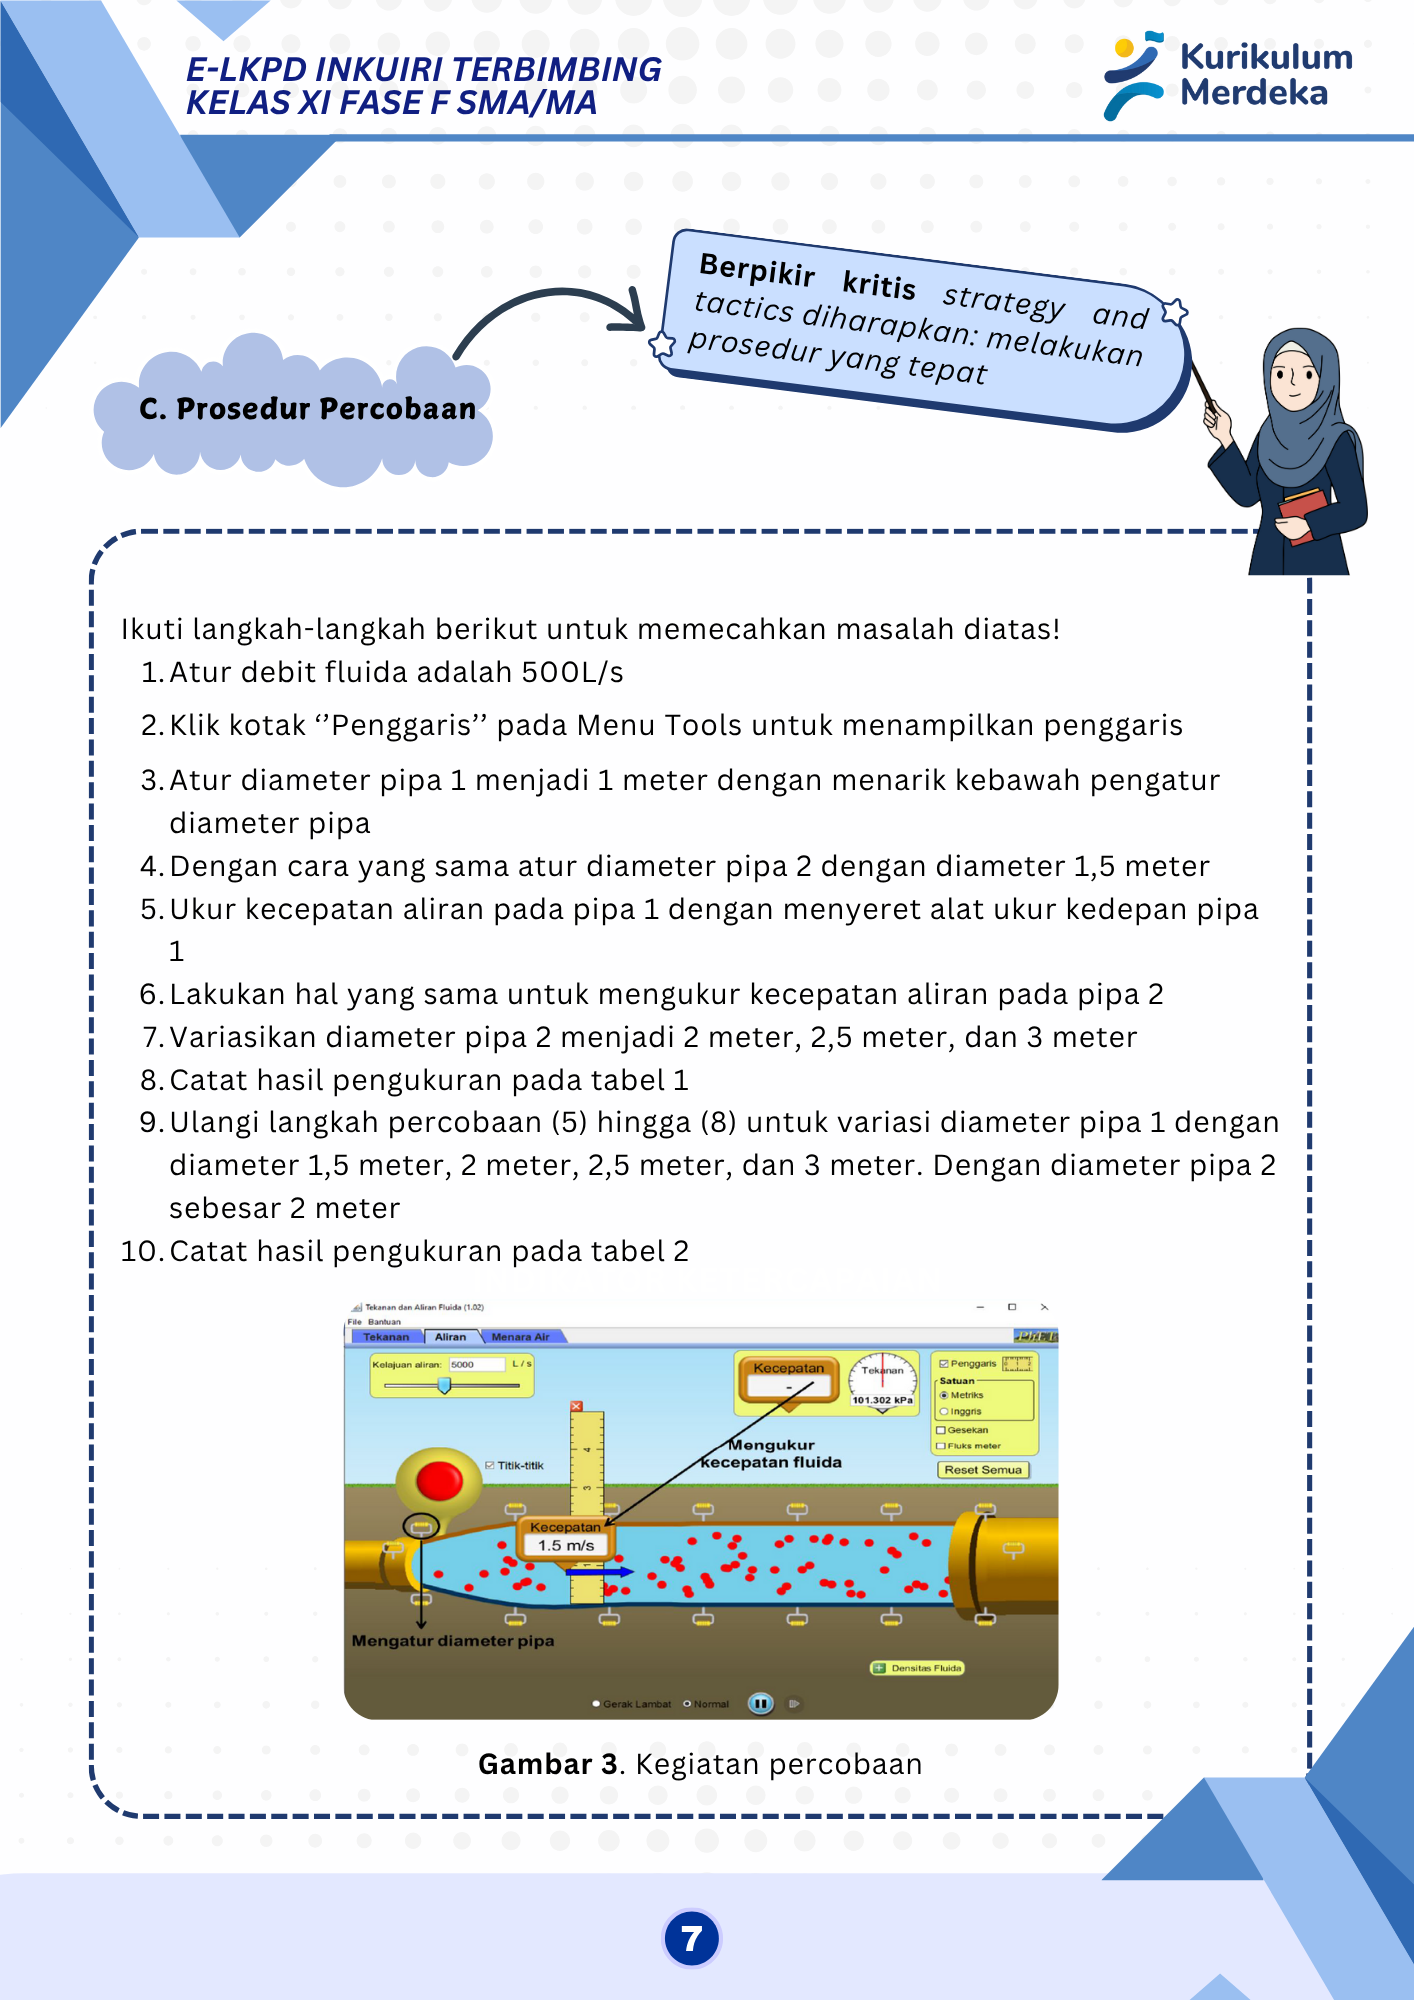 E-LKPD INKUIRI TERBIMBING
KELAS XI FASE F SMA/MA
Kurikulum
Merdeka
Berpikir kritis strategy and
tactics diharapkan: melakukan
prosedur yang tepat
C. Prosedur Percobaan
Ikuti langkah-langkah berikut untuk memecahkan masalah diatas!
1. Atur debit fluida adalah 500L/s
2. Klik kotak ‘’Penggaris’’ pada Menu Tools untuk menampilkan penggaris
3. Atur diameter pipa 1 menjadi 1 meter dengan menarik kebawah pengatur
diameter pipa
4. Dengan cara yang sama atur diameter pipa 2 dengan diameter 1,5 meter
5. Ukur kecepatan aliran pada pipa 1 dengan menyeret alat ukur kedepan pipa
1
6. Lakukan hal yang sama untuk mengukur kecepatan aliran pada pipa 2
7. Variasikan diameter pipa 2 menjadi 2 meter, 2,5 meter, dan 3 meter
8. Catat hasil pengukuran pada tabel 1
9. Ulangi langkah percobaan (5) hingga (8) untuk variasi diameter pipa 1 dengan
diameter 1,5 meter, 2 meter, 2,5 meter, dan 3 meter. Dengan diameter pipa 2
sebesar 2 meter
10. Catat hasil pengukuran pada tabel 2
Tekanan dan Aliran Fluida (1.02)
File Bantuan
Tekanan Aliran Menara Air
Kelajuan aliran: 5000 L / s
Kecepatan
-
Tekanan
101.302 kPa
Penggaris 0 1 2
Satuan
Metriks
Inggris
Gesekan
Fluks meter
Reset Semua
Mengukur
kecepatan fluida
Titik-titik
4
3
Kecepatan
1.5 m/s
1
Mengatur diameter pipa
Densitas Fluida
Gerak Lambat Normal
Gambar 3. Kegiatan percobaan
7